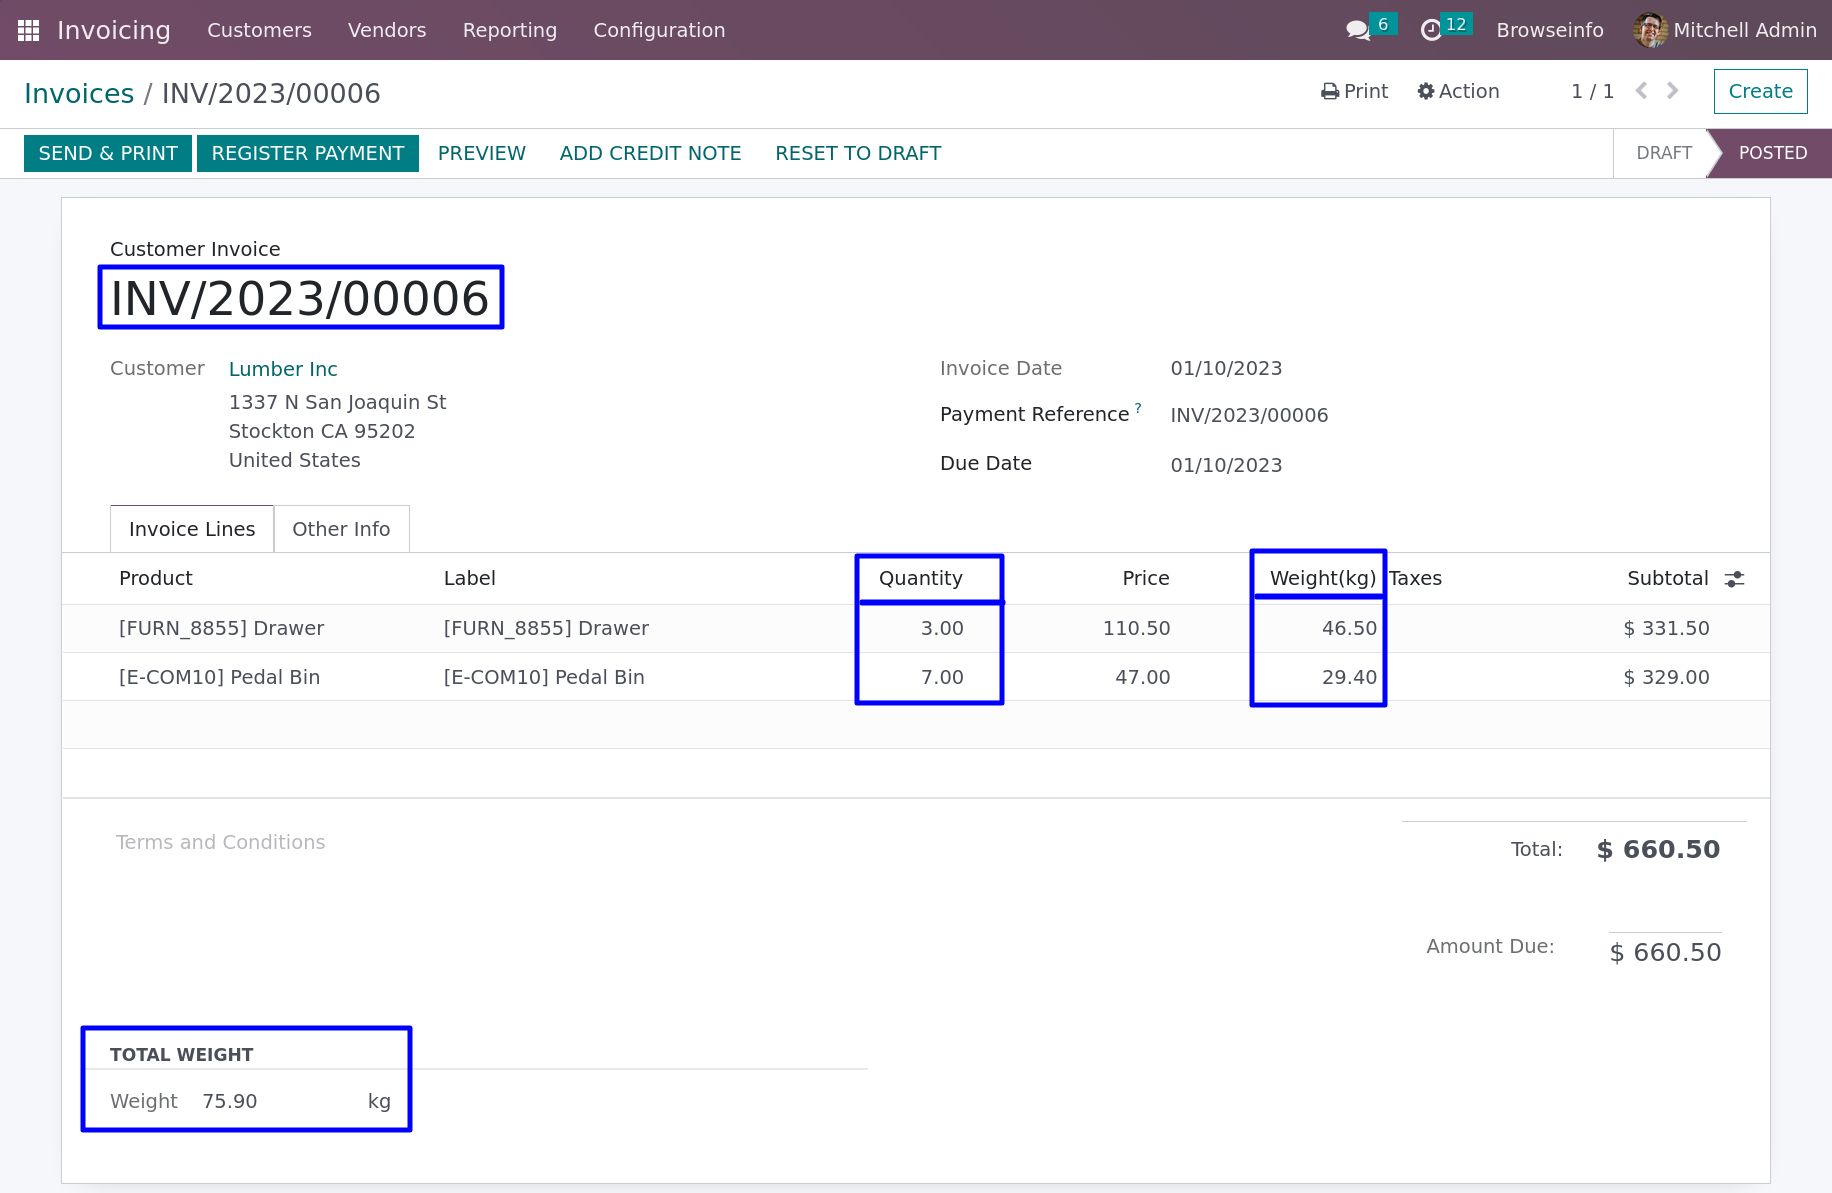 Invoicing Customers Vendors Reporting Configuration 6 12 Browseinfo Mitchell Admin
Invoices / INV/2023/00006 Print Action 1 / 1 Create
SEND & PRINT REGISTER PAYMENT PREVIEW ADD CREDIT NOTE RESET TO DRAFT DRAFT POSTED
Customer Invoice
INV/2023/00006
Customer Lumber Inc Invoice Date 01/10/2023
1337 N San Joaquin St
Payment Reference ? INV/2023/00006
Stockton CA 95202
United States Due Date 01/10/2023
Invoice Lines Other Info
Product Label Quantity Price Weight(kg) Taxes Subtotal
[FURN_8855] Drawer [FURN_8855] Drawer 3.00 110.50 46.50 $ 331.50
[E-COM10] Pedal Bin [E-COM10] Pedal Bin 7.00 47.00 29.40 $ 329.00
Terms and Conditions Total: $ 660.50
Amount Due: $ 660.50
TOTAL WEIGHT
Weight 75.90 kg